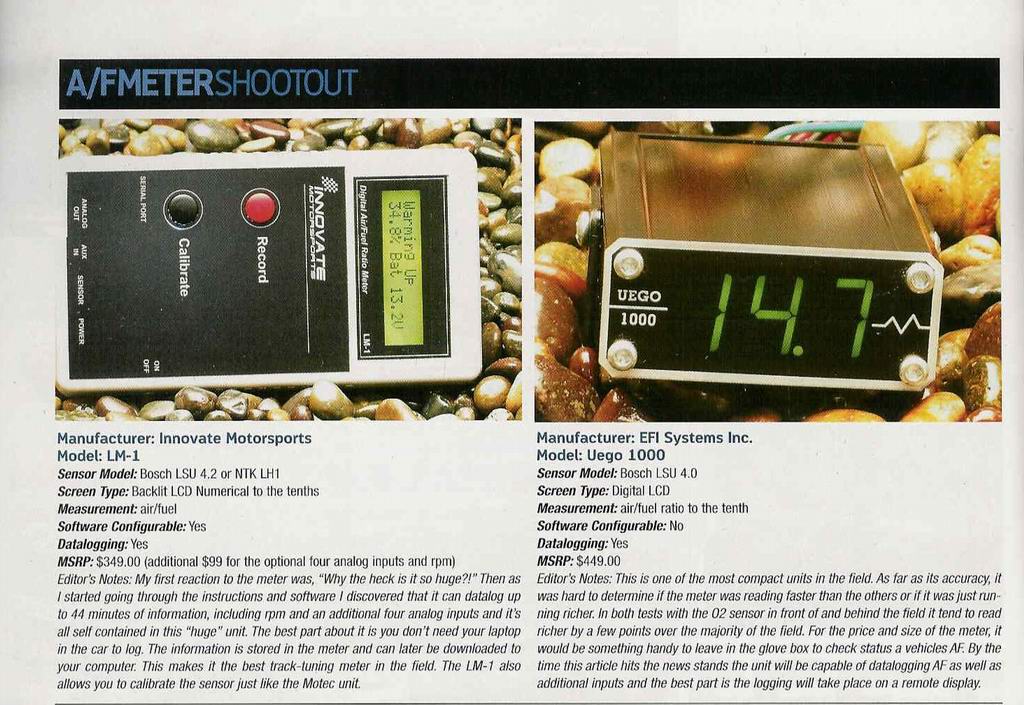 A/FMETERSHOOTOUT
INNOVATE
MOTORSPORTS
Digital Air/Fuel Ratio Meter
LM-1
Warming Up
34.8% Bat 13.2V
Record
Calibrate
SERIAL PORT
ANALOG
OUT
AUX
IN
SENSOR
POWER
ON
OFF
UEGO
1000
14.7
Manufacturer: Innovate Motorsports
Model: LM-1
Sensor Model: Bosch LSU 4.2 or NTK LH1
Screen Type: Backlit LCD Numerical to the tenths
Measurement: air/fuel
Software Configurable: Yes
Datalogging: Yes
MSRP: $349.00 (additional $99 for the optional four analog inputs and rpm)
Editor's Notes: My first reaction to the meter was, "Why the heck is it so huge?!" Then as
I started going through the instructions and software I discovered that it can datalog up
to 44 minutes of information, including rpm and an additional four analog inputs and it's
all self contained in this "huge" unit. The best part about it is you don't need your laptop
in the car to log. The information is stored in the meter and can later be downloaded to
your computer. This makes it the best track-tuning meter in the field. The LM-1 also
allows you to calibrate the sensor just like the Motec unit.
Manufacturer: EFI Systems Inc.
Model: Uego 1000
Sensor Model: Bosch LSU 4.0
Screen Type: Digital LCD
Measurement: air/fuel ratio to the tenth
Software Configurable: No
Datalogging: Yes
MSRP: $449.00
Editor's Notes: This is one of the most compact units in the field. As far as its accuracy, it
was hard to determine if the meter was reading faster than the others or if it was just run-
ning richer. In both tests with the O2 sensor in front of and behind the field it tend to read
richer by a few points over the majority of the field. For the price and size of the meter, it
would be something handy to leave in the glove box to check status a vehicles AF. By the
time this article hits the news stands the unit will be capable of datalogging AF as well as
additional inputs and the best part is the logging will take place on a remote display.